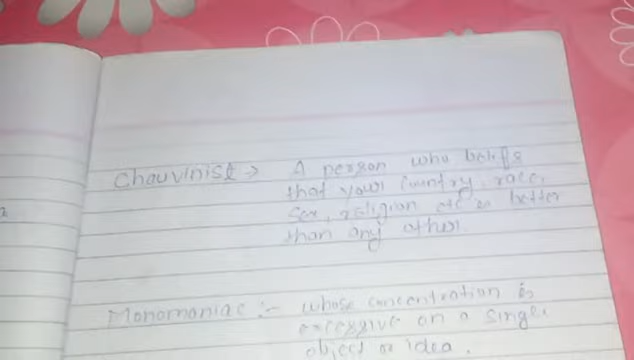 Chauvinist → A person who beliefs
that your Country, race,
Sex, religion etc is better
than any other.
Monomaniac :- whose concentration is
excessive on a single
object or idea.